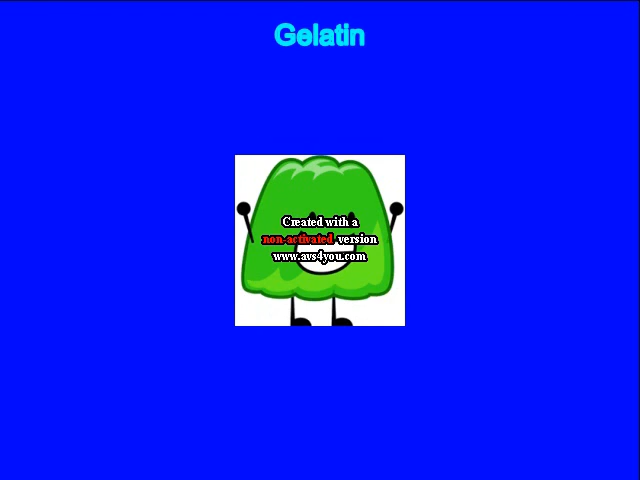 Gelatin
Created with a
non-activated version
www.avs4you.com